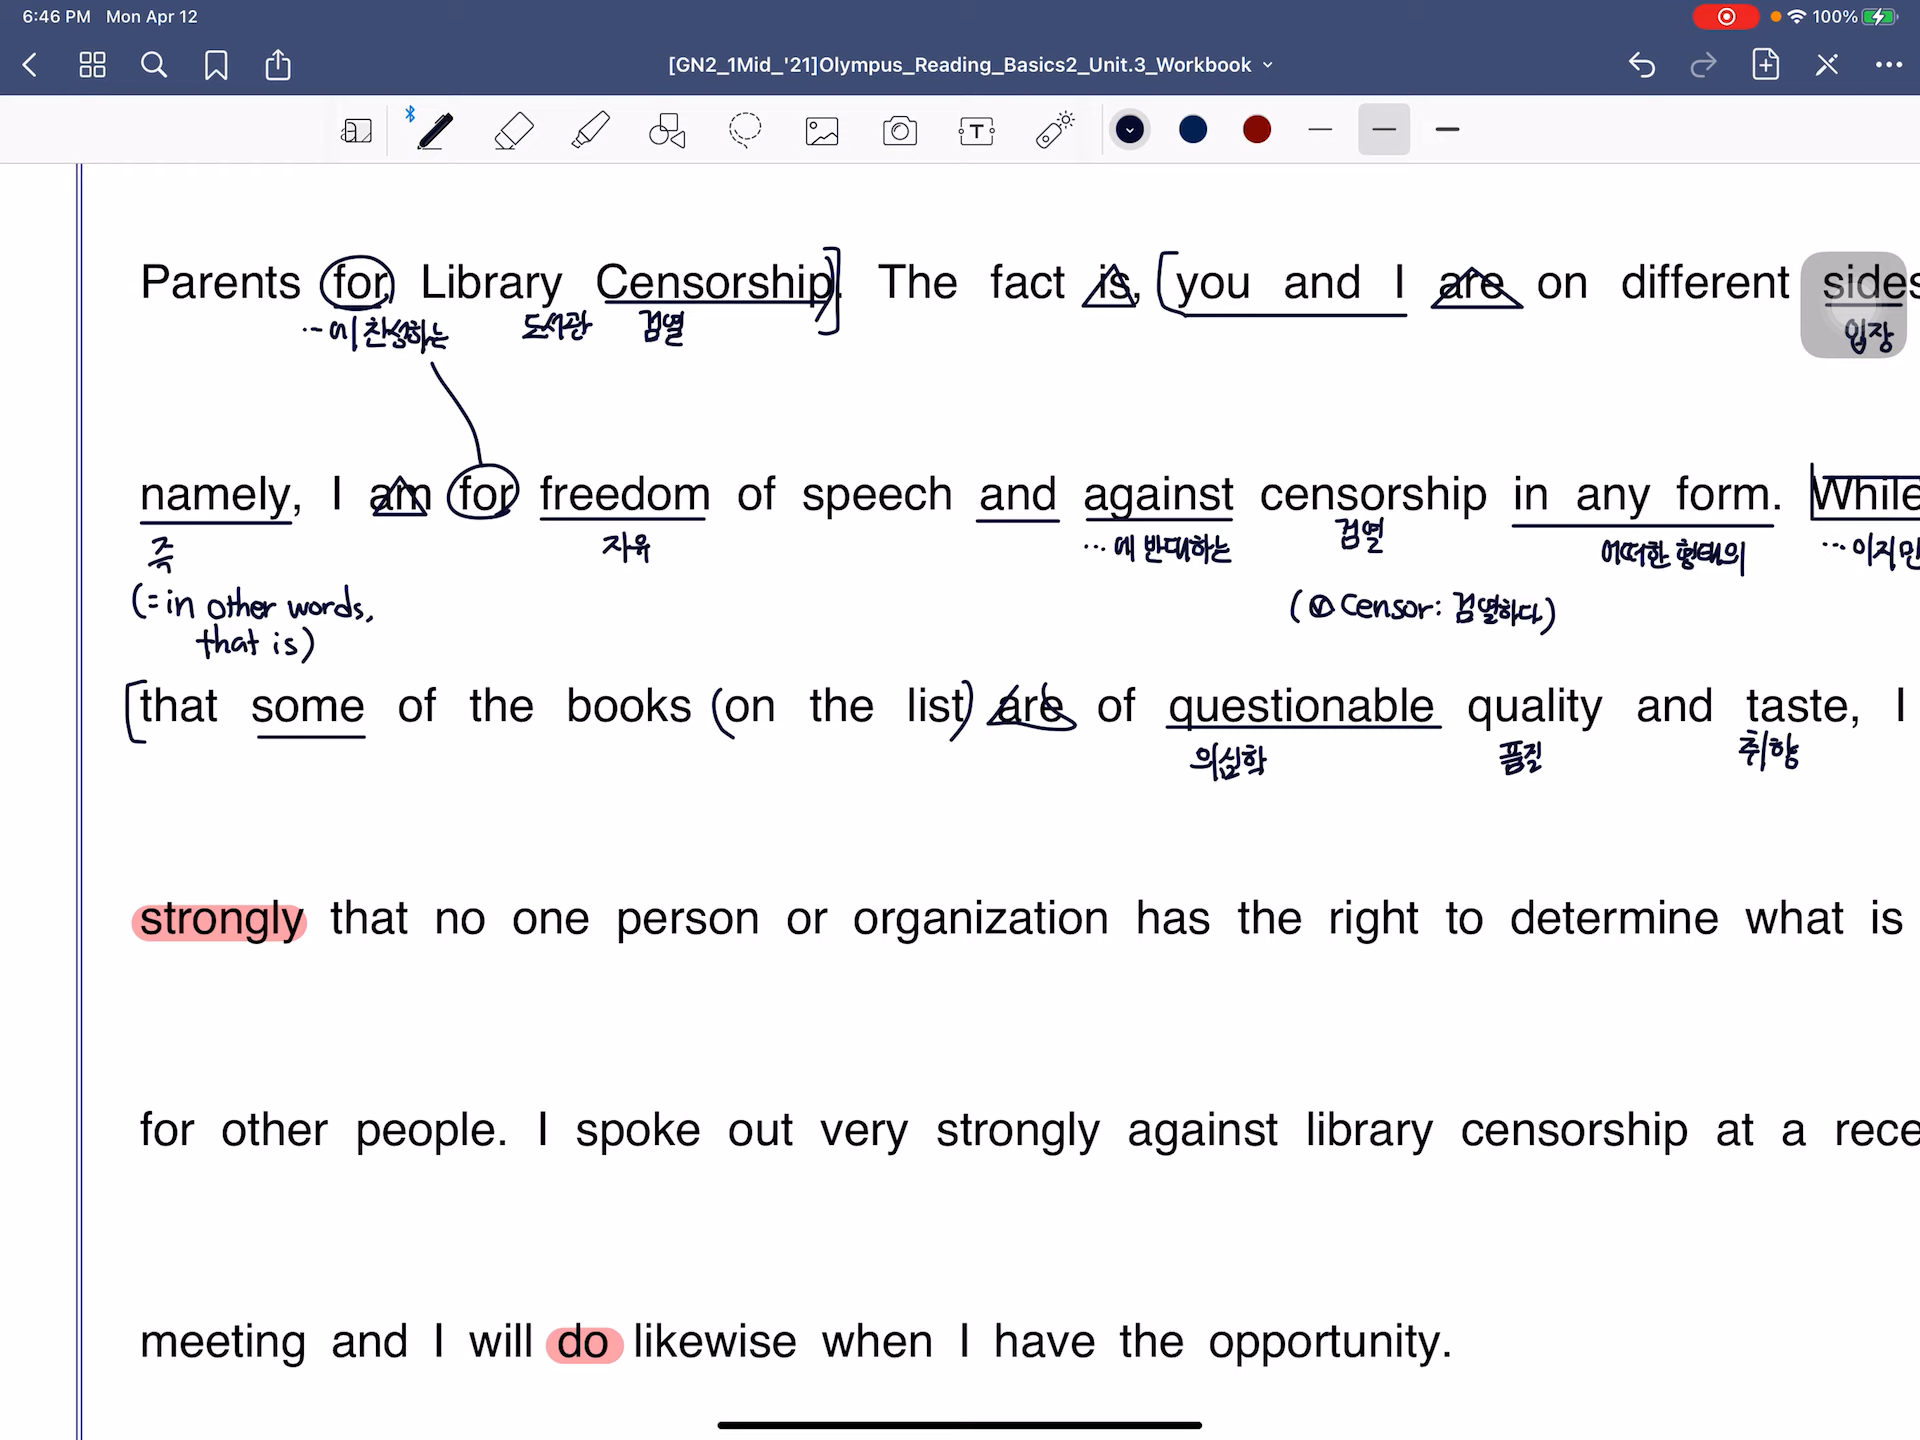 6:46 PM Mon Apr 12
100%
[GN2_1Mid_'21]Olympus_Reading_Basics2_Unit.3_Workbook
T
Parents for Library Censorship). The fact is, you and I are on different sides
…에 찬성하는 도서관 검열 입장
namely, I am for freedom of speech and against censorship in any form. While
즉 자유 …에 반대하는 검열 어떠한 형태의 …이지만
(= in other words, (ⓥ Censor: 검열하다)
that is)
[that some of the books (on the list) are of questionable quality and taste, I
의심학 품질 취향
strongly that no one person or organization has the right to determine what is
for other people. I spoke out very strongly against library censorship at a rece
meeting and I will do likewise when I have the opportunity.